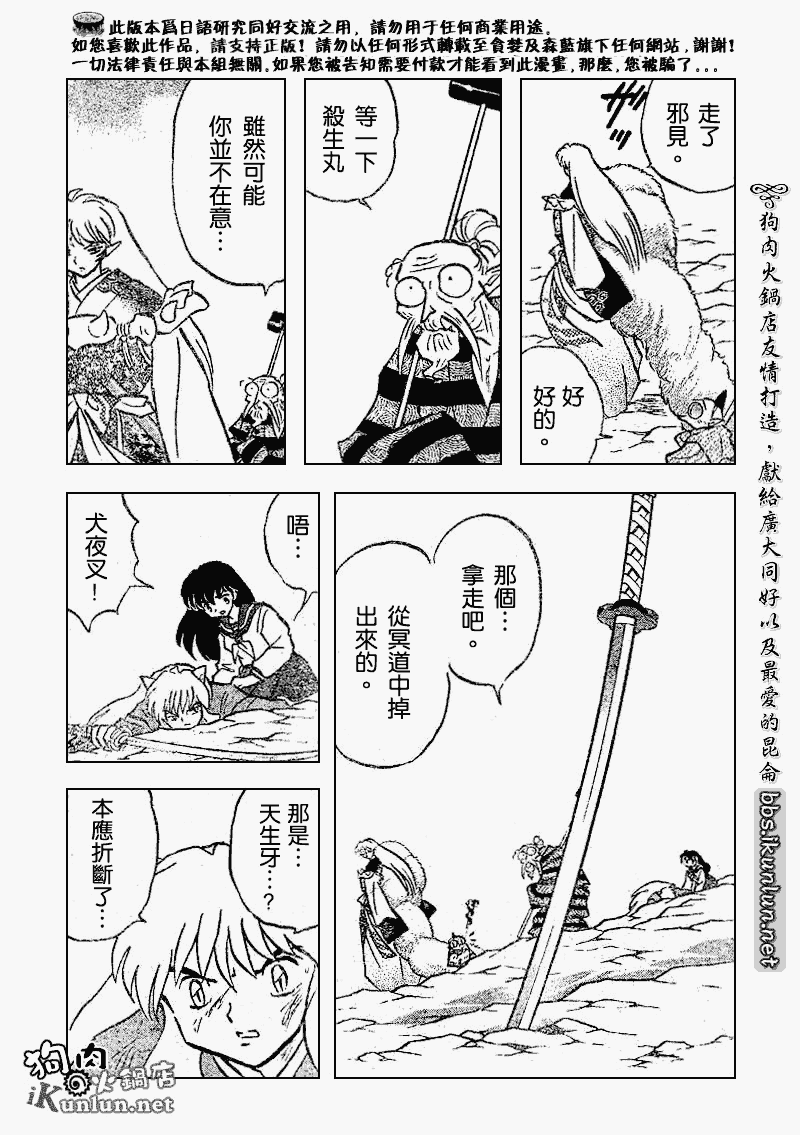 此版本爲日語研究同好交流之用，請勿用于任何商業用途。
如您喜歡此作品，請支持正版！請勿以任何形式轉載至貪婪及森藍旗下任何網站，謝謝！
一切法律責任與本組無關。如果您被告知需要付款才能看到此漫畫，那麼，您被騙了...
走了
邪見。
好
好的。
等一下
殺生丸
雖然可能
你並不在意…
那個…
拿走吧。
從冥道中掉
出來的。
唔…
犬夜叉！
那是…
天生牙…？
本應折斷了…
狗肉火鍋店友情打造，獻給廣大同好以及最愛的昆侖
bbs.ikunlun.net
狗肉
火鍋店
iKunlun.net